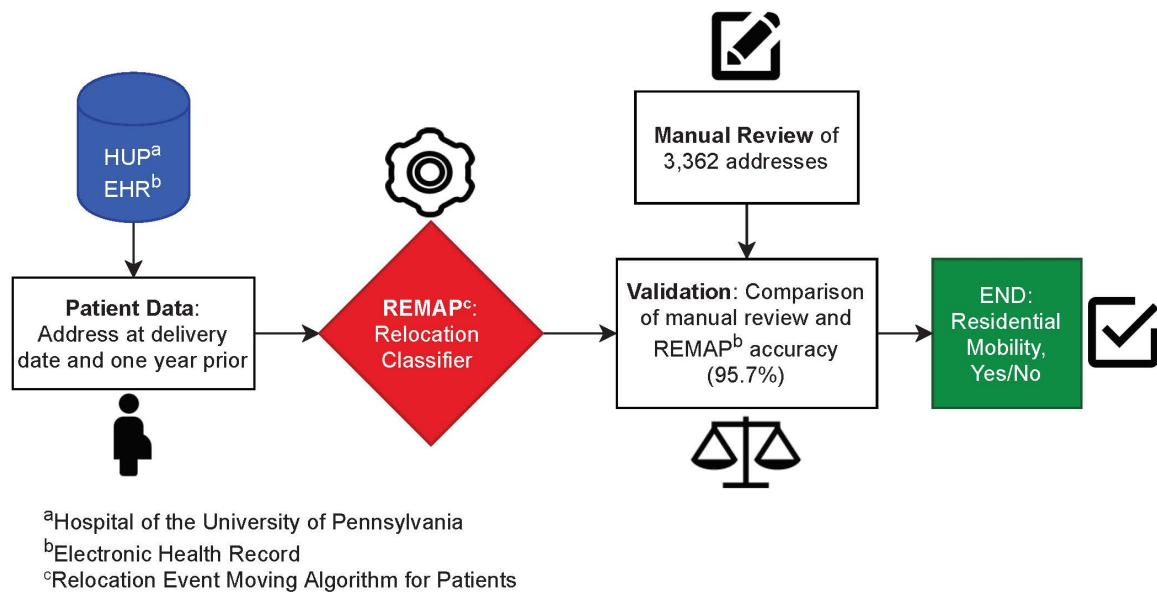 HUPᵃ
EHRᵇ
Manual Review of
3,362 addresses
Patient Data:
Address at delivery
date and one year prior
REMAPᶜ:
Relocation
Classifier
Validation: Comparison
of manual review and
REMAPᵇ accuracy
(95.7%)
END:
Residential
Mobility,
Yes/No
ᵃHospital of the University of Pennsylvania
ᵇElectronic Health Record
ᶜRelocation Event Moving Algorithm for Patients